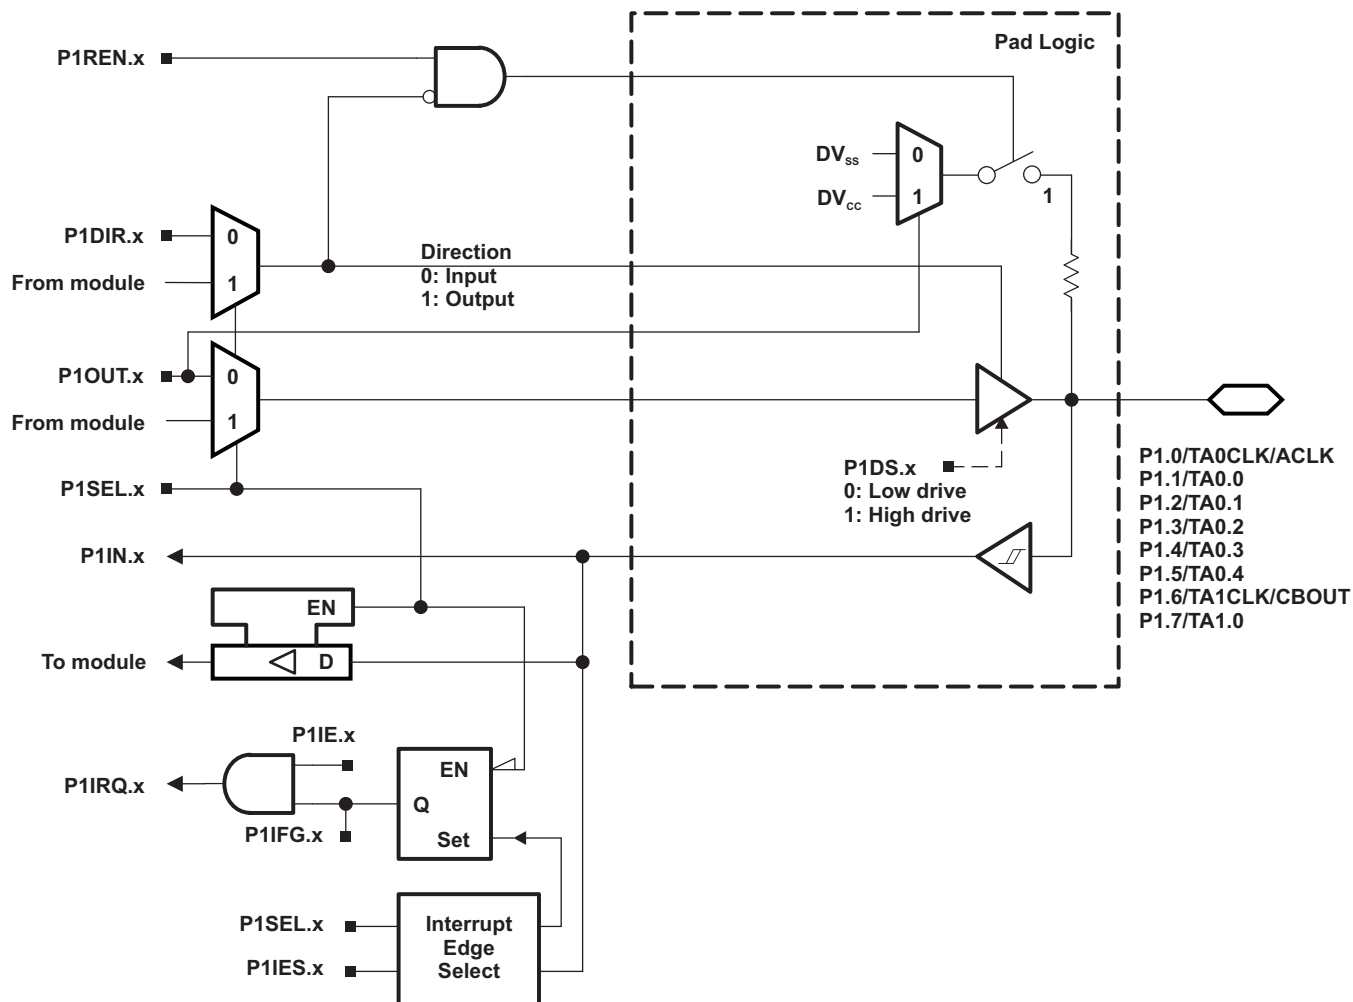 Pad Logic
P1REN.x
DVSS
0
DVCC
1
1
P1DIR.x
0
From module
1
Direction
0: Input
1: Output
P1OUT.x
0
From module
1
P1DS.x
0: Low drive
1: High drive
P1SEL.x
P1.0/TA0CLK/ACLK
P1.1/TA0.0
P1.2/TA0.1
P1.3/TA0.2
P1.4/TA0.3
P1.5/TA0.4
P1.6/TA1CLK/CBOUT
P1.7/TA1.0
P1IN.x
EN
To module
D
P1IE.x
P1IRQ.x
EN
Q
P1IFG.x
Set
P1SEL.x
P1IES.x
Interrupt
Edge
Select